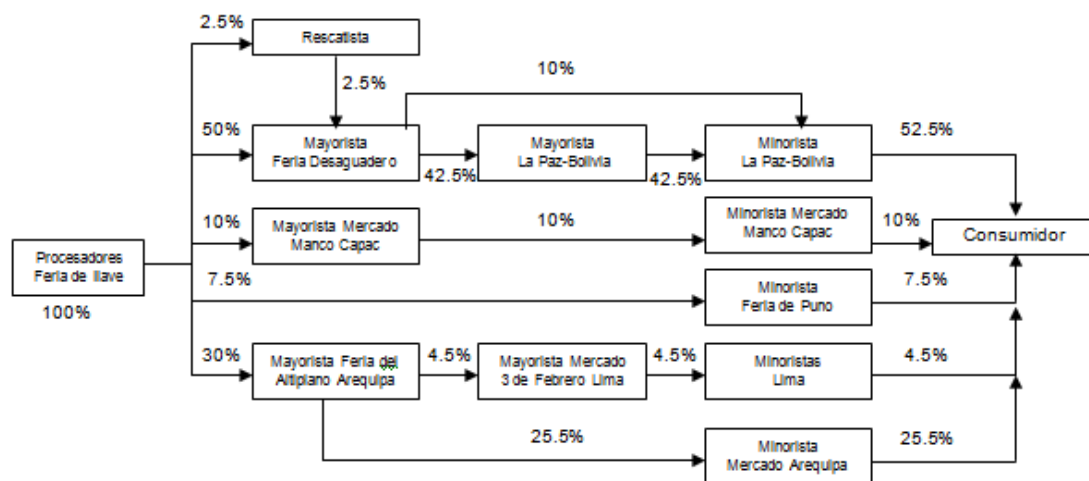 2.5%
Rescatista
2.5%
10%
50%
Mayorista
Feria Desaguadero
42.5%
Mayorista
La Paz-Bolivia
42.5%
Minorista
La Paz-Bolivia
52.5%
10%
Mayorista Mercado
Manco Capac
10%
Minorista Mercado
Manco Capac
10%
Consumidor
Procesadores
Feria de Ilave
100%
7.5%
Minorista
Feria de Puno
7.5%
30%
Mayorista Feria del
Altiplano Arequipa
4.5%
Mayorista Mercado
3 de Febrero Lima
4.5%
Minoristas
Lima
4.5%
25.5%
Minorista
Mercado Arequipa
25.5%